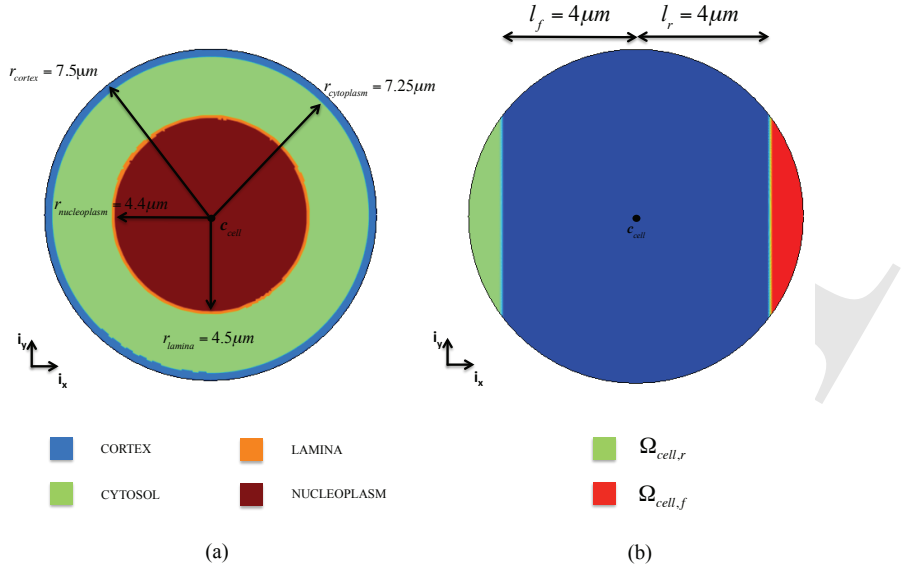 (a)
(b)
l_f = 4μm
l_r = 4μm
r_cortex = 7.5μm
r_cytoplasm = 7.25μm
r_nucleoplasm = 4.4μm
c_cell
r_lamina = 4.5μm
c_cell
i_y
i_x
i_y
i_x
CORTEX
LAMINA
CYTOSOL
NUCLEOPLASM
Ω_cell,r
Ω_cell,f
(a)
(b)